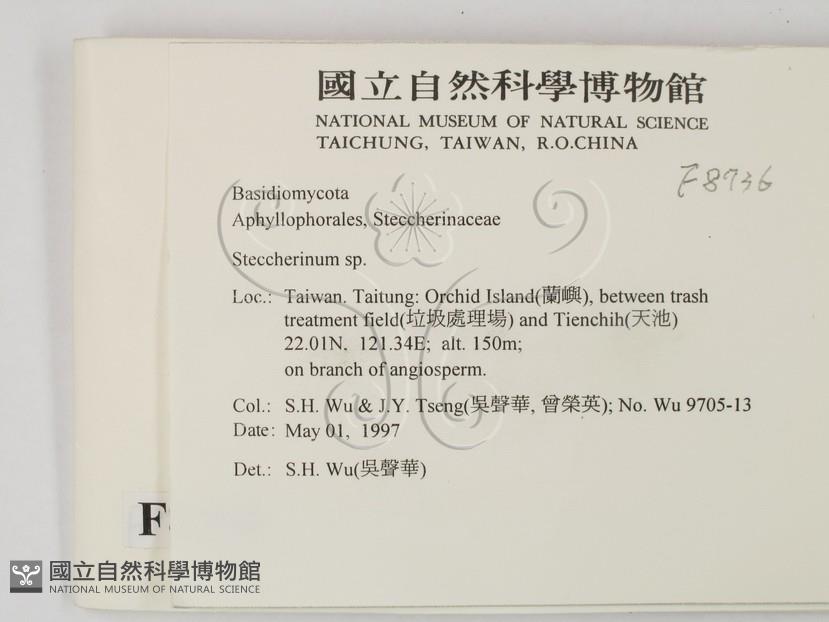 國立自然科學博物館
NATIONAL MUSEUM OF NATURAL SCIENCE
TAICHUNG, TAIWAN, R.O.CHINA
F8736
Basidiomycota
Aphyllophorales, Steccherinaceae
Steccherinum sp.
Loc.: Taiwan. Taitung: Orchid Island(蘭嶼), between trash
treatment field(垃圾處理場) and Tienchih(天池)
22.01N, 121.34E; alt. 150m;
on branch of angiosperm.
Col.: S.H. Wu & J.Y. Tseng(吳聲華, 曾榮英); No. Wu 9705-13
Date: May 01, 1997
Det.: S.H. Wu(吳聲華)
F
國立自然科學博物館
NATIONAL MUSEUM OF NATURAL SCIENCE